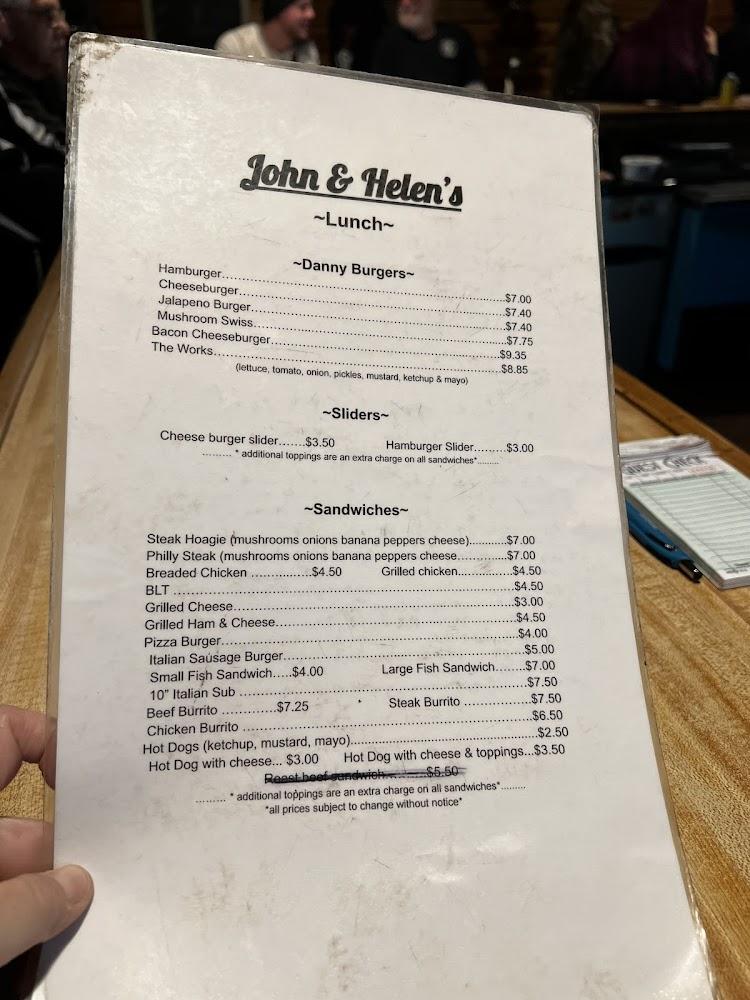 John & Helen's
~Lunch~
~Danny Burgers~
Hamburger..........$7.00
Cheeseburger..........$7.40
Jalapeno Burger..........$7.40
Mushroom Swiss..........$7.75
Bacon Cheeseburger..........$9.35
The Works..........$8.85
(lettuce, tomato, onion, pickles, mustard, ketchup & mayo)
~Sliders~
Cheese burger slider.......$3.50 Hamburger Slider.........$3.00
......... * additional toppings are an extra charge on all sandwiches*.........
~Sandwiches~
Steak Hoagie (mushrooms onions banana peppers cheese)............$7.00
Philly Steak (mushrooms onions banana peppers cheese..............$7.00
Breaded Chicken ................$4.50 Grilled chicken...............$4.50
BLT ..........$4.50
Grilled Cheese..........$3.00
Grilled Ham & Cheese..........$4.50
Pizza Burger..........$4.00
Italian Sausage Burger..........$5.00
Small Fish Sandwich.....$4.00 Large Fish Sandwich........$7.00
10" Italian Sub ..........$7.50
Beef Burrito .............$7.25 Steak Burrito ..................$7.50
Chicken Burrito ..........$6.50
Hot Dogs (ketchup, mustard, mayo)..........$2.50
Hot Dog with cheese... $3.00 Hot Dog with cheese & toppings...$3.50
Roast beef sandwich...........$5.50
......... * additional toppings are an extra charge on all sandwiches*.........
*all prices subject to change without notice*
GUEST CHECK